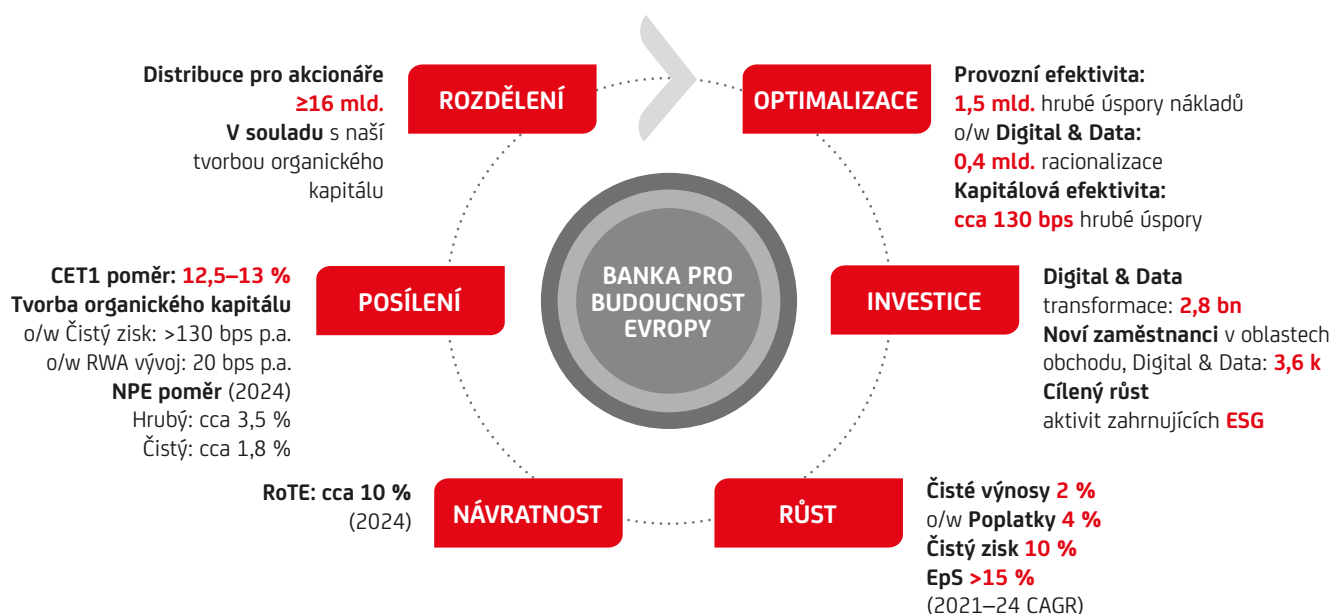 Distribuce pro akcionáře
≥16 mld.
V souladu s naší
tvorbou organického
kapitálu
ROZDĚLENÍ
OPTIMALIZACE
Provozní efektivita:
1,5 mld. hrubé úspory nákladů
o/w Digital & Data:
0,4 mld. racionalizace
Kapitálová efektivita:
cca 130 bps hrubé úspory
CET1 poměr: 12,5–13 %
Tvorba organického kapitálu
o/w Čistý zisk: >130 bps p.a.
o/w RWA vývoj: 20 bps p.a.
NPE poměr (2024)
Hrubý: cca 3,5 %
Čistý: cca 1,8 %
POSÍLENÍ
BANKA PRO
BUDOUCNOST
EVROPY
INVESTICE
Digital & Data
transformace: 2,8 bn
Noví zaměstnanci v oblastech
obchodu, Digital & Data: 3,6 k
Cílený růst
aktivit zahrnujících ESG
RoTE: cca 10 %
(2024)
NÁVRATNOST
RŮST
Čisté výnosy 2 %
o/w Poplatky 4 %
Čistý zisk 10 %
EpS >15 %
(2021–24 CAGR)